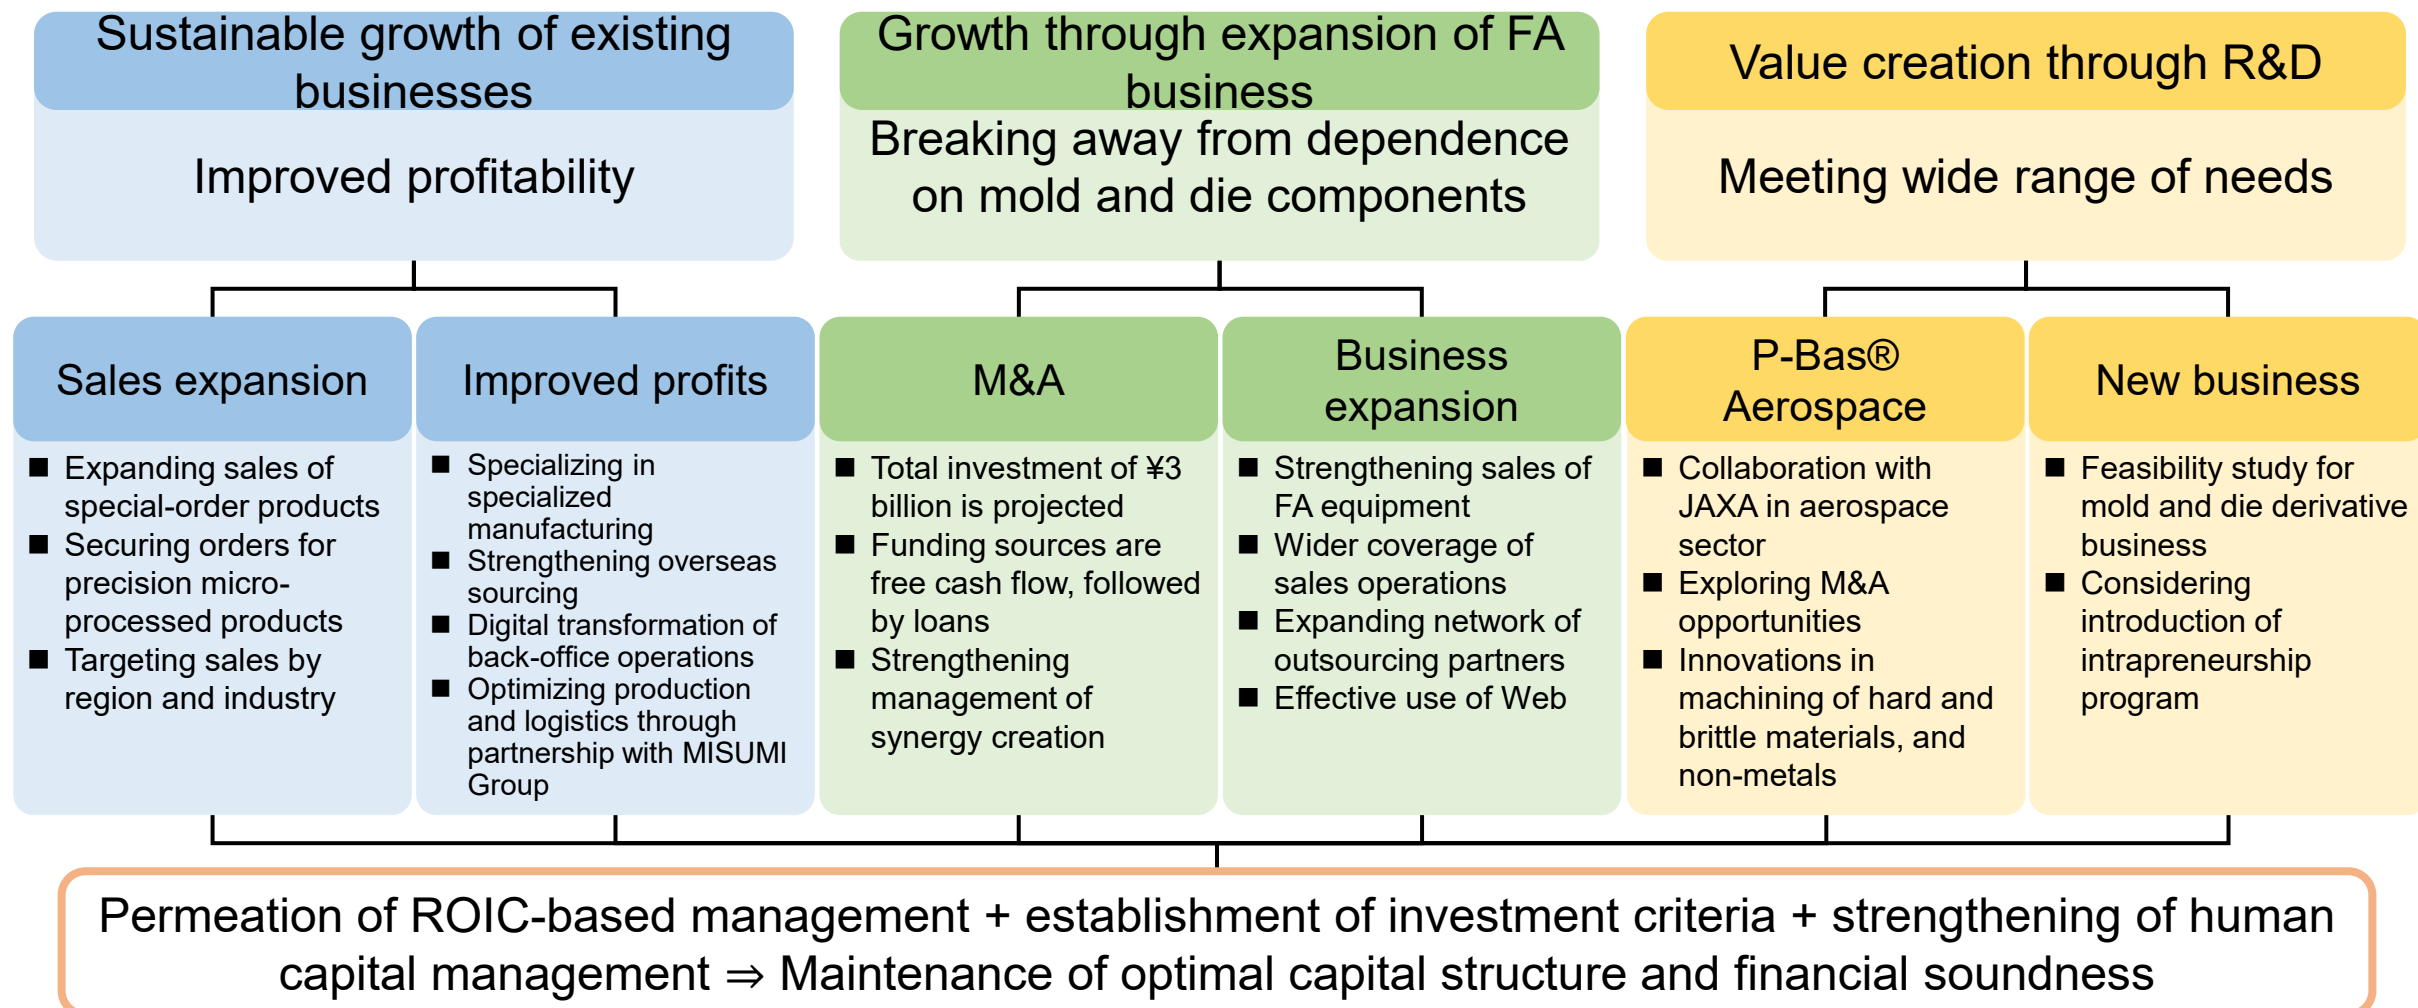 Sustainable growth of existing
businesses
Improved profitability
Growth through expansion of FA
business
Breaking away from dependence
on mold and die components
Value creation through R&D
Meeting wide range of needs
Sales expansion
■ Expanding sales of
special-order products
■ Securing orders for
precision micro-
processed products
■ Targeting sales by
region and industry
Improved profits
■ Specializing in
specialized
manufacturing
■ Strengthening overseas
sourcing
■ Digital transformation of
back-office operations
■ Optimizing production
and logistics through
partnership with MISUMI
Group
M&A
■ Total investment of ¥3
billion is projected
■ Funding sources are
free cash flow, followed
by loans
■ Strengthening
management of
synergy creation
Business
expansion
■ Strengthening sales of
FA equipment
■ Wider coverage of
sales operations
■ Expanding network of
outsourcing partners
■ Effective use of Web
P-Bas®
Aerospace
■ Collaboration with
JAXA in aerospace
sector
■ Exploring M&A
opportunities
■ Innovations in
machining of hard and
brittle materials, and
non-metals
New business
■ Feasibility study for
mold and die derivative
business
■ Considering
introduction of
intrapreneurship
program
Permeation of ROIC-based management + establishment of investment criteria + strengthening of human
capital management ⇒ Maintenance of optimal capital structure and financial soundness